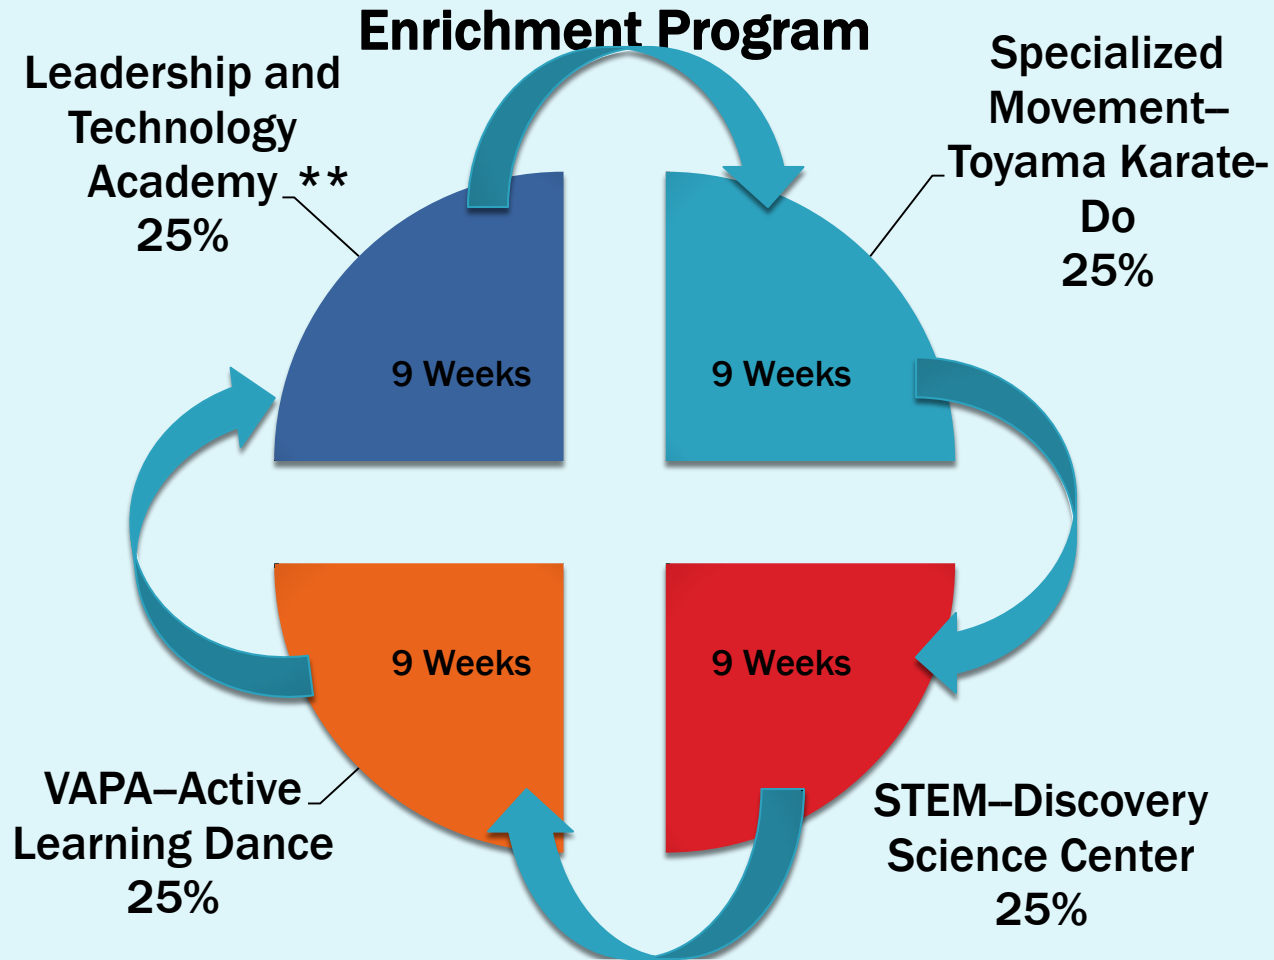 Enrichment Program
Leadership and
Technology
Academy **
25%
Specialized
Movement–
Toyama Karate-
Do
25%
9 Weeks
9 Weeks
9 Weeks
9 Weeks
VAPA–Active
Learning Dance
25%
STEM–Discovery
Science Center
25%